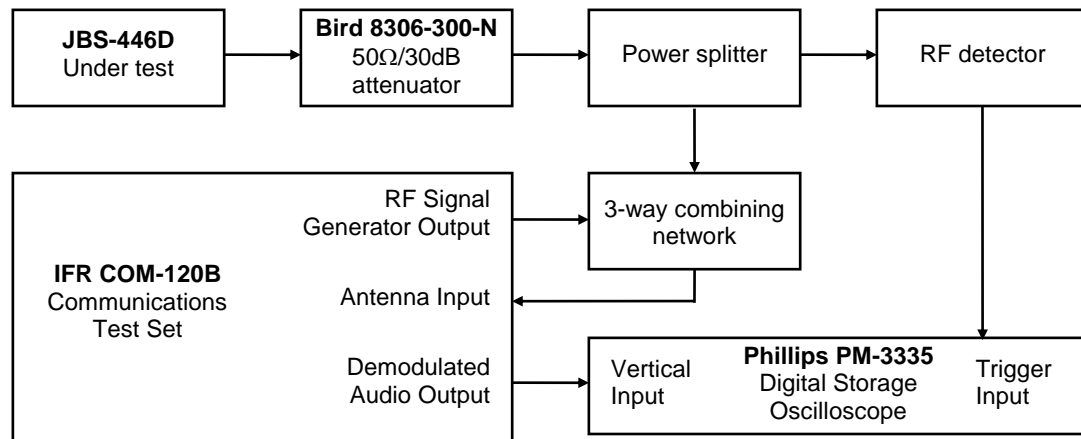 JBS-446D
Under test
Bird 8306-300-N
50Ω/30dB
attenuator
Power splitter
RF detector
RF Signal
Generator Output
3-way combining
network
IFR COM-120B
Communications
Test Set
Antenna Input
Demodulated
Audio Output
Vertical
Input
Phillips PM-3335
Digital Storage
Oscilloscope
Trigger
Input